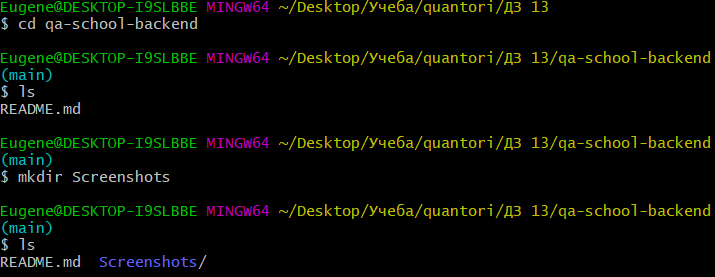 Eugene@DESKTOP-I9SLBBE MINGW64 ~/Desktop/Учеба/quantori/ДЗ 13
$ cd qa-school-backend
Eugene@DESKTOP-I9SLBBE MINGW64 ~/Desktop/Учеба/quantori/ДЗ 13/qa-school-backend
(main)
$ ls
README.md
Eugene@DESKTOP-I9SLBBE MINGW64 ~/Desktop/Учеба/quantori/ДЗ 13/qa-school-backend
(main)
$ mkdir Screenshots
Eugene@DESKTOP-I9SLBBE MINGW64 ~/Desktop/Учеба/quantori/ДЗ 13/qa-school-backend
(main)
$ ls
README.md  Screenshots/